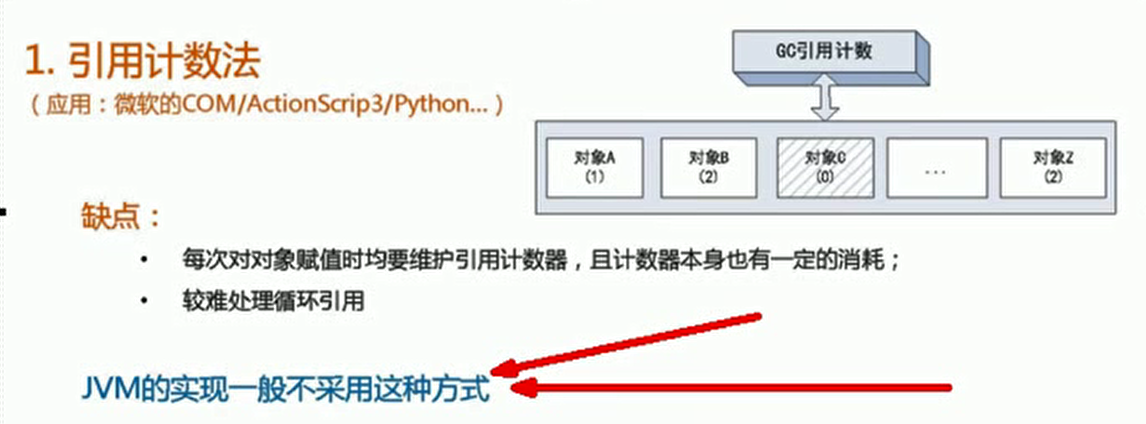 1. 引用计数法
（应用：微软的COM/ActionScrip3/Python...）
GC引用计数
对象A
(1)
对象B
(2)
对象C
(0)
...
对象Z
(2)
缺点：
• 每次对对象赋值时均要维护引用计数器，且计数器本身也有一定的消耗；
• 较难处理循环引用
JVM的实现一般不采用这种方式